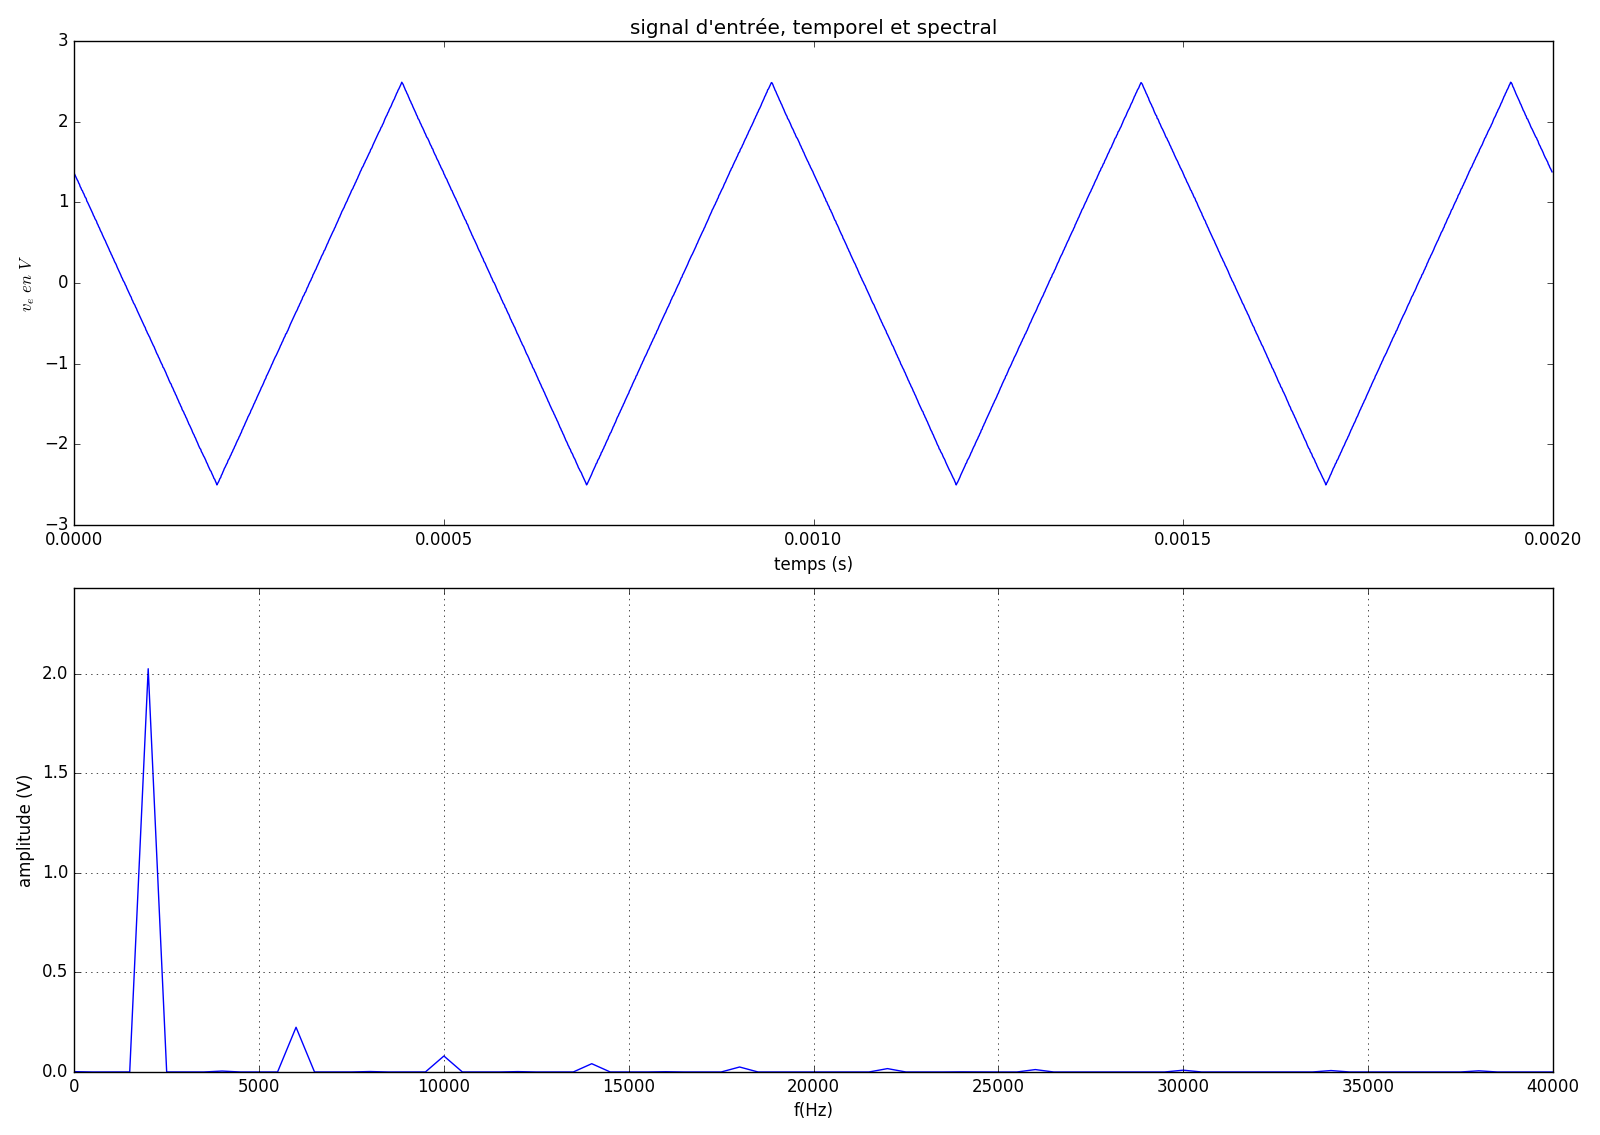 signal d'entrée, temporel et spectral
3
2
1
0
−1
−2
−3
v_e en V
0.0000 0.0005 0.0010 0.0015 0.0020
temps (s)
2.0
1.5
1.0
0.5
0.0
amplitude (V)
0 5000 10000 15000 20000 25000 30000 35000 40000
f(Hz)